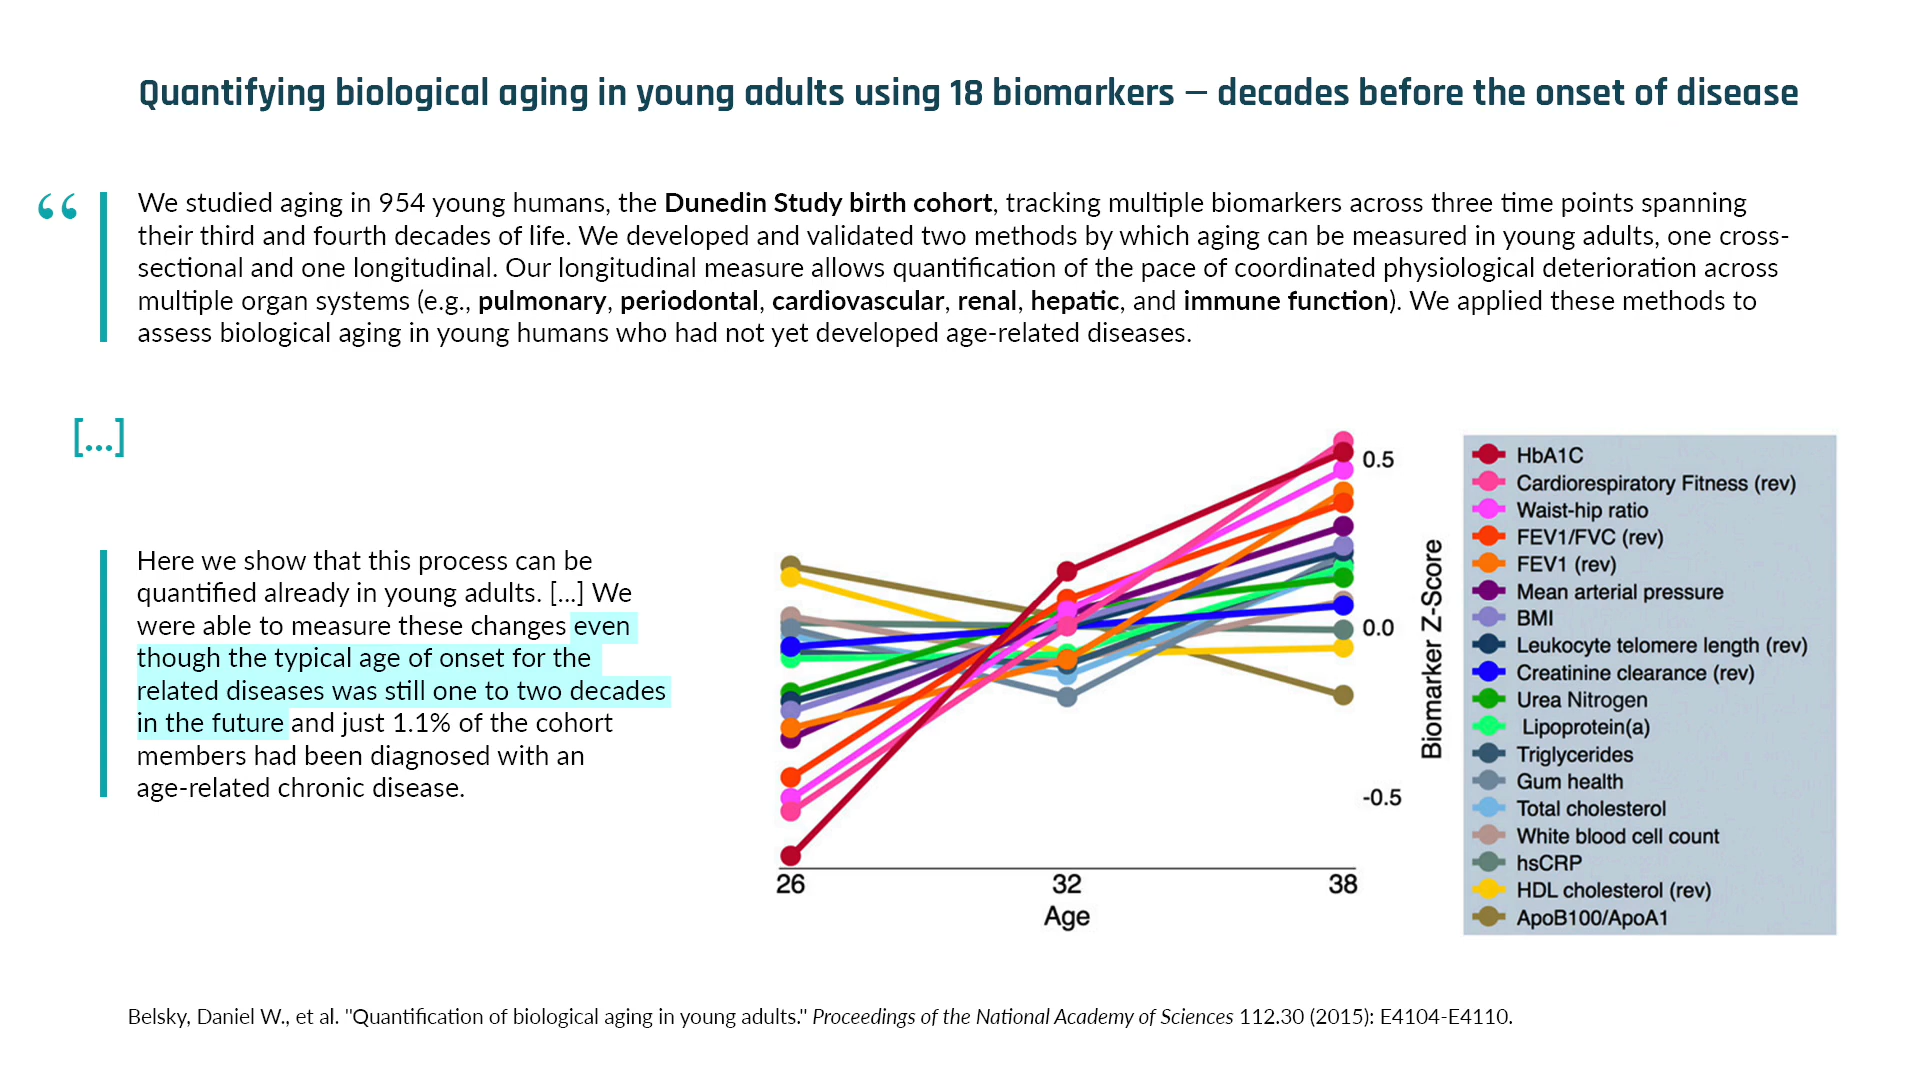 Quantifying biological aging in young adults using 18 biomarkers — decades before the onset of disease
“
We studied aging in 954 young humans, the Dunedin Study birth cohort, tracking multiple biomarkers across three time points spanning
their third and fourth decades of life. We developed and validated two methods by which aging can be measured in young adults, one cross-
sectional and one longitudinal. Our longitudinal measure allows quantification of the pace of coordinated physiological deterioration across
multiple organ systems (e.g., pulmonary, periodontal, cardiovascular, renal, hepatic, and immune function). We applied these methods to
assess biological aging in young humans who had not yet developed age-related diseases.
[...]
Here we show that this process can be
quantified already in young adults. [...] We
were able to measure these changes even
though the typical age of onset for the
related diseases was still one to two decades
in the future and just 1.1% of the cohort
members had been diagnosed with an
age-related chronic disease.
0.5
0.0
-0.5
Biomarker Z-Score
26 32 38
Age
HbA1C
Cardiorespiratory Fitness (rev)
Waist-hip ratio
FEV1/FVC (rev)
FEV1 (rev)
Mean arterial pressure
BMI
Leukocyte telomere length (rev)
Creatinine clearance (rev)
Urea Nitrogen
Lipoprotein(a)
Triglycerides
Gum health
Total cholesterol
White blood cell count
hsCRP
HDL cholesterol (rev)
ApoB100/ApoA1
Belsky, Daniel W., et al. "Quantification of biological aging in young adults." Proceedings of the National Academy of Sciences 112.30 (2015): E4104-E4110.